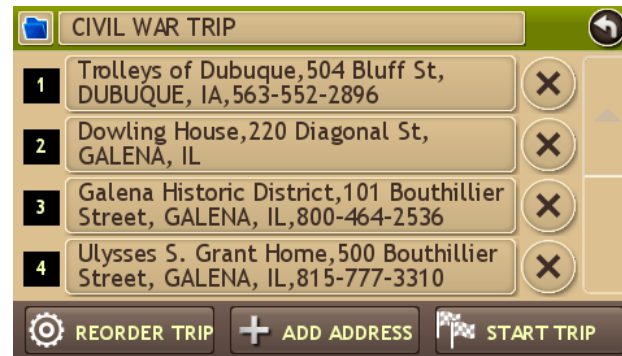 CIVIL WAR TRIP
1
Trolleys of Dubuque,504 Bluff St,
DUBUQUE, IA,563-552-2896
2
Dowling House,220 Diagonal St,
GALENA, IL
3
Galena Historic District,101 Bouthillier
Street, GALENA, IL,800-464-2536
4
Ulysses S. Grant Home,500 Bouthillier
Street, GALENA, IL,815-777-3310
REORDER TRIP
ADD ADDRESS
START TRIP